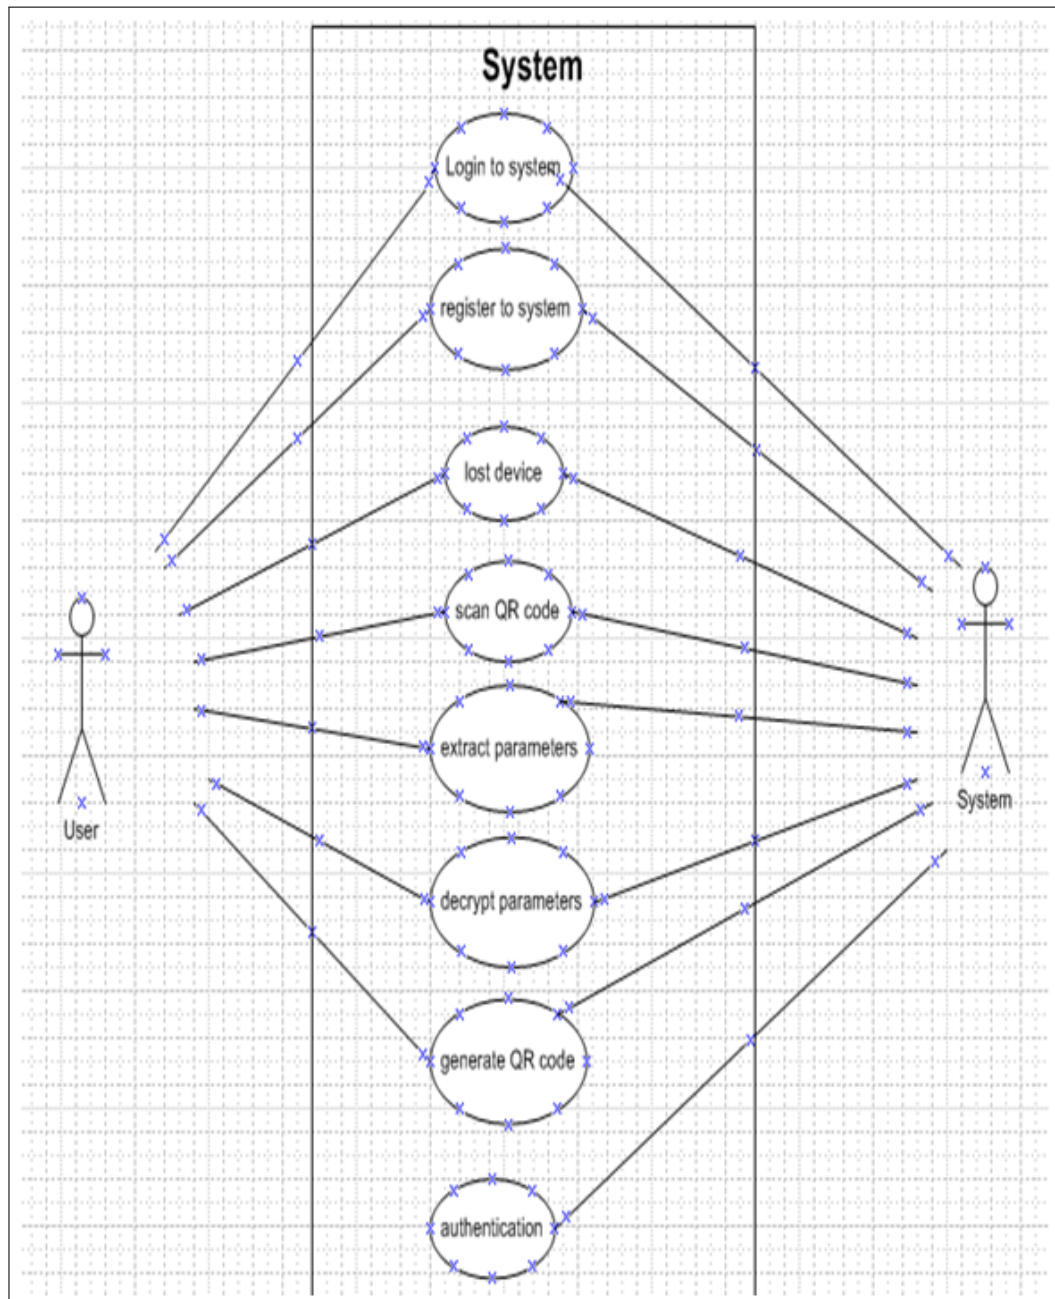 System
Login to system
register to system
lost device
scan QR code
extract parameters
User
System
decrypt parameters
generate QR code
authentication